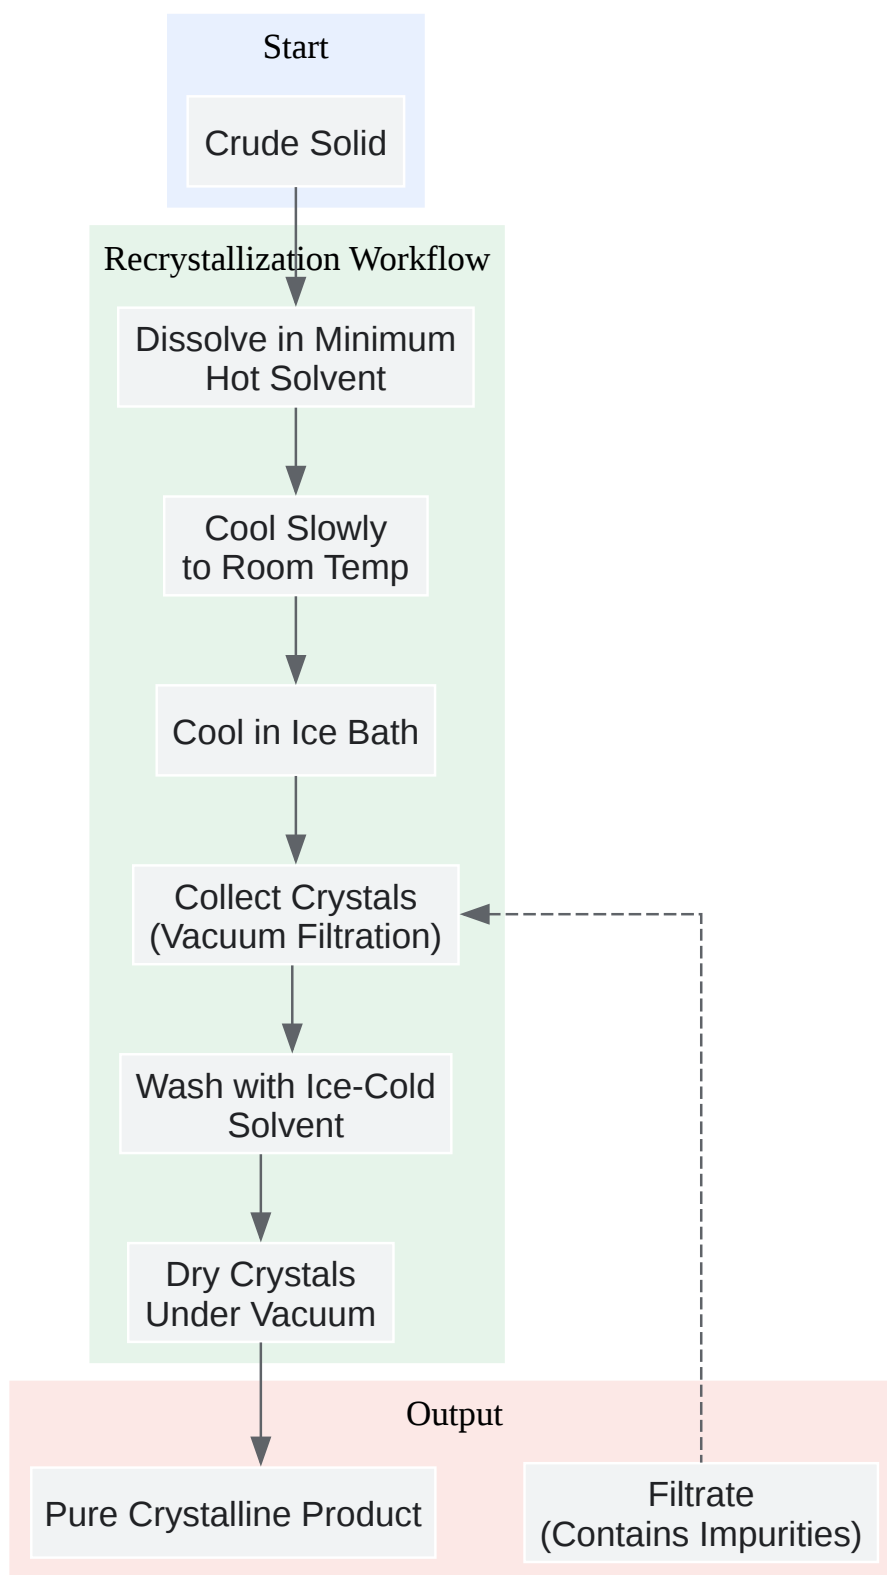 Start
Crude Solid
Recrystallization Workflow
Dissolve in Minimum
Hot Solvent
Cool Slowly
to Room Temp
Cool in Ice Bath
Collect Crystals
(Vacuum Filtration)
Wash with Ice-Cold
Solvent
Dry Crystals
Under Vacuum
Output
Pure Crystalline Product
Filtrate
(Contains Impurities)